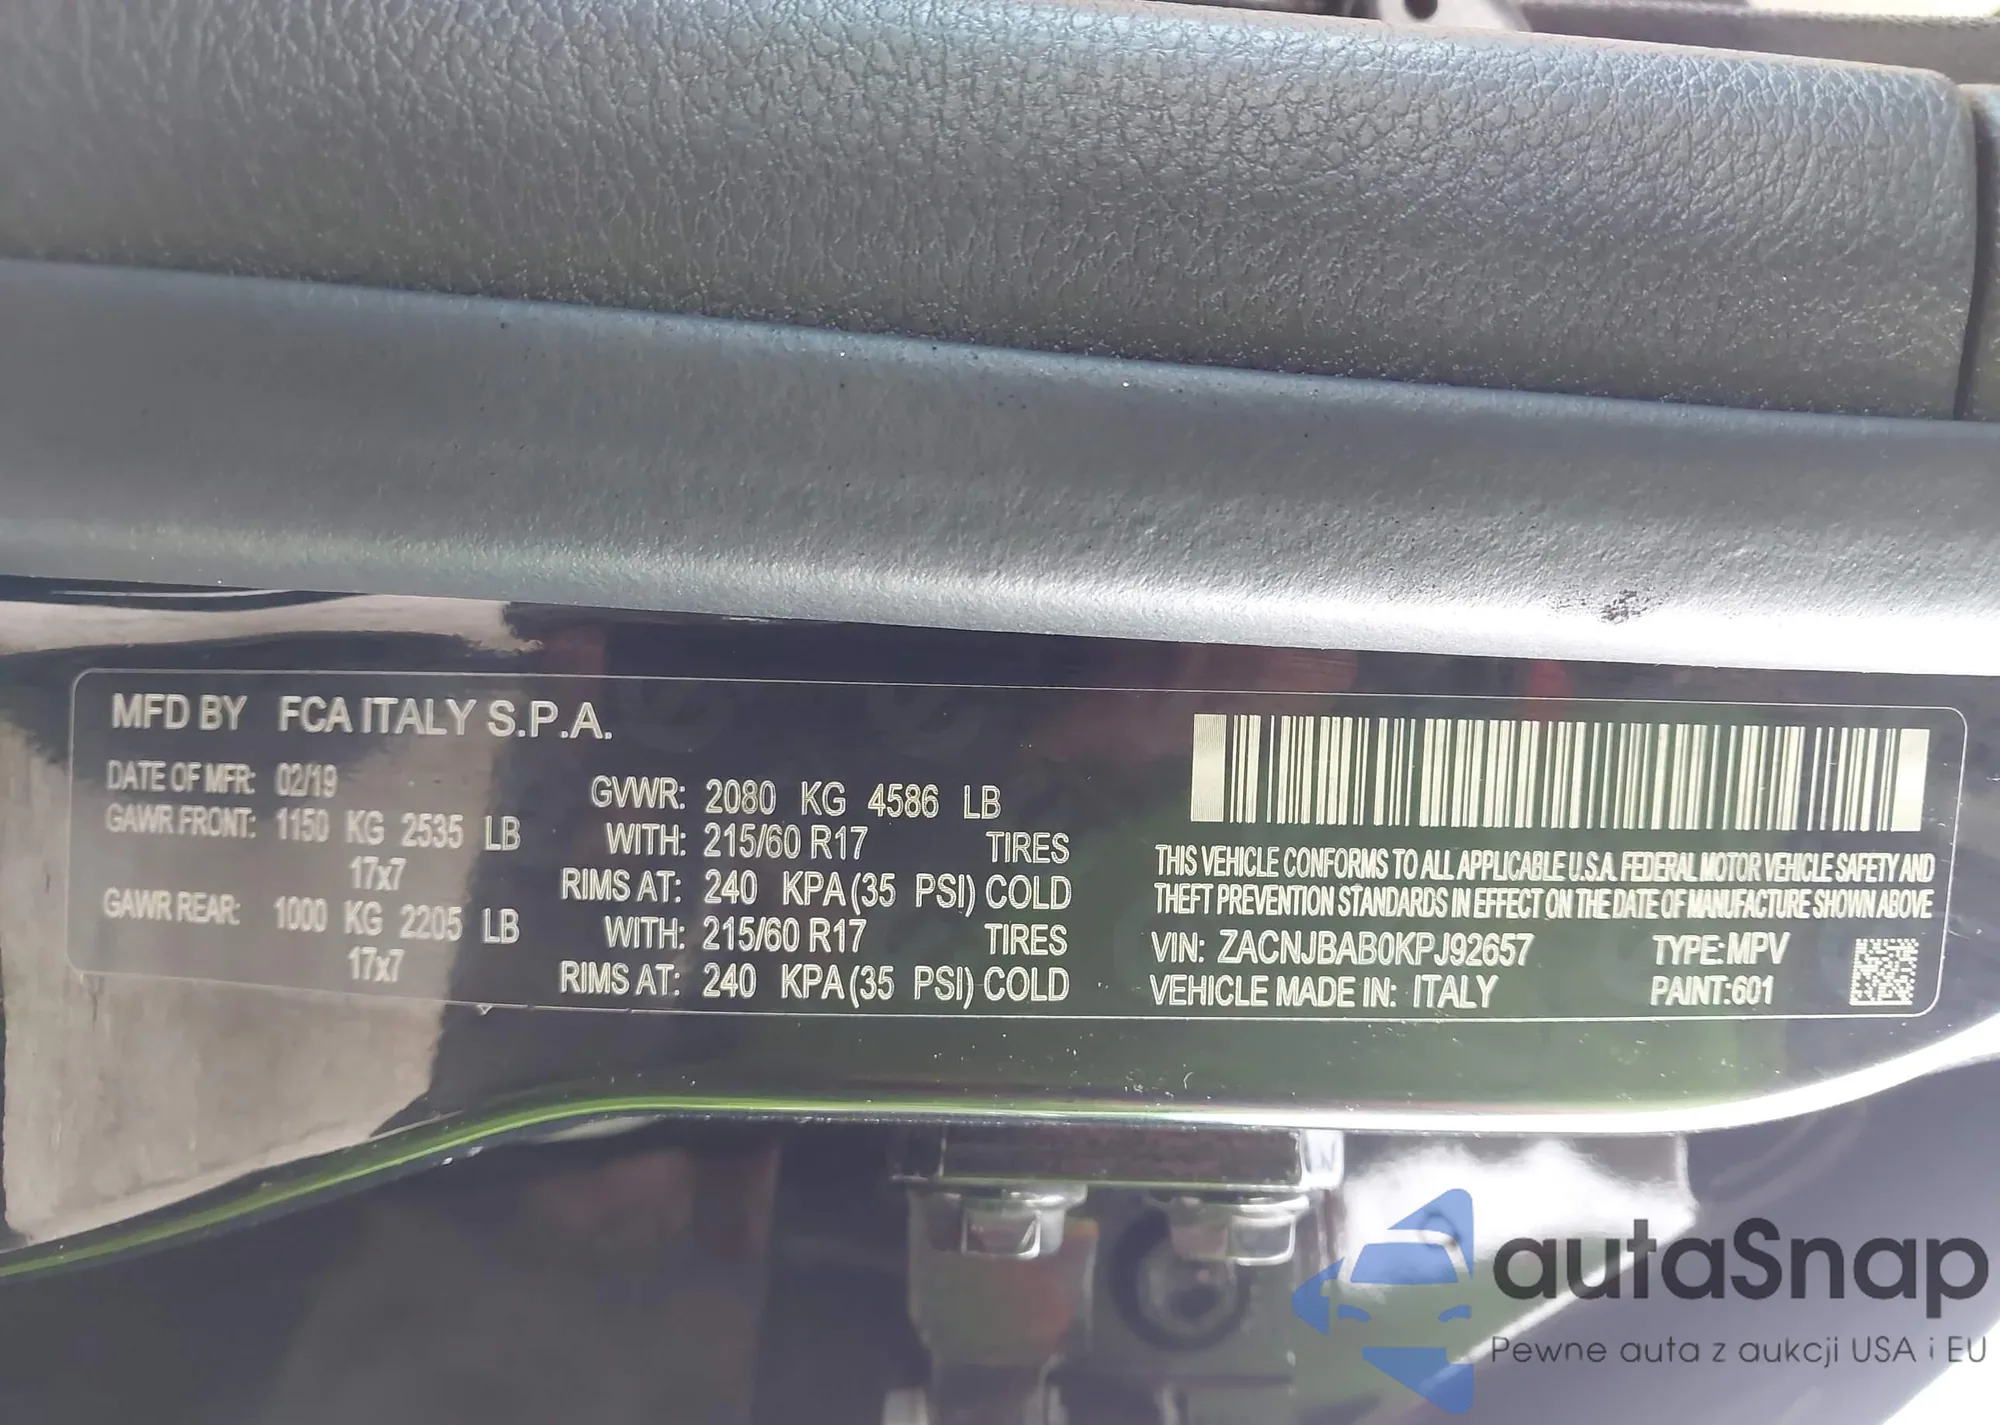 MFD BY FCA ITALY S.P.A.
DATE OF MFR: 02/19
GAWR FRONT: 1150 KG 2535 LB
17x7
GAWR REAR: 1000 KG 2205 LB
17x7
GVWR: 2080 KG 4586 LB
WITH: 215/60 R17 TIRES
RIMS AT: 240 KPA (35 PSI) COLD
WITH: 215/60 R17 TIRES
RIMS AT: 240 KPA (35 PSI) COLD
THIS VEHICLE CONFORMS TO ALL APPLICABLE U.S.A. FEDERAL MOTOR VEHICLE SAFETY AND
THEFT PREVENTION STANDARDS IN EFFECT ON THE DATE OF MANUFACTURE SHOWN ABOVE
VIN: ZACNJBAB0KPJ92657 TYPE: MPV
VEHICLE MADE IN: ITALY PAINT: 601
autaSnap
Pewne auta z aukcji USA i EU